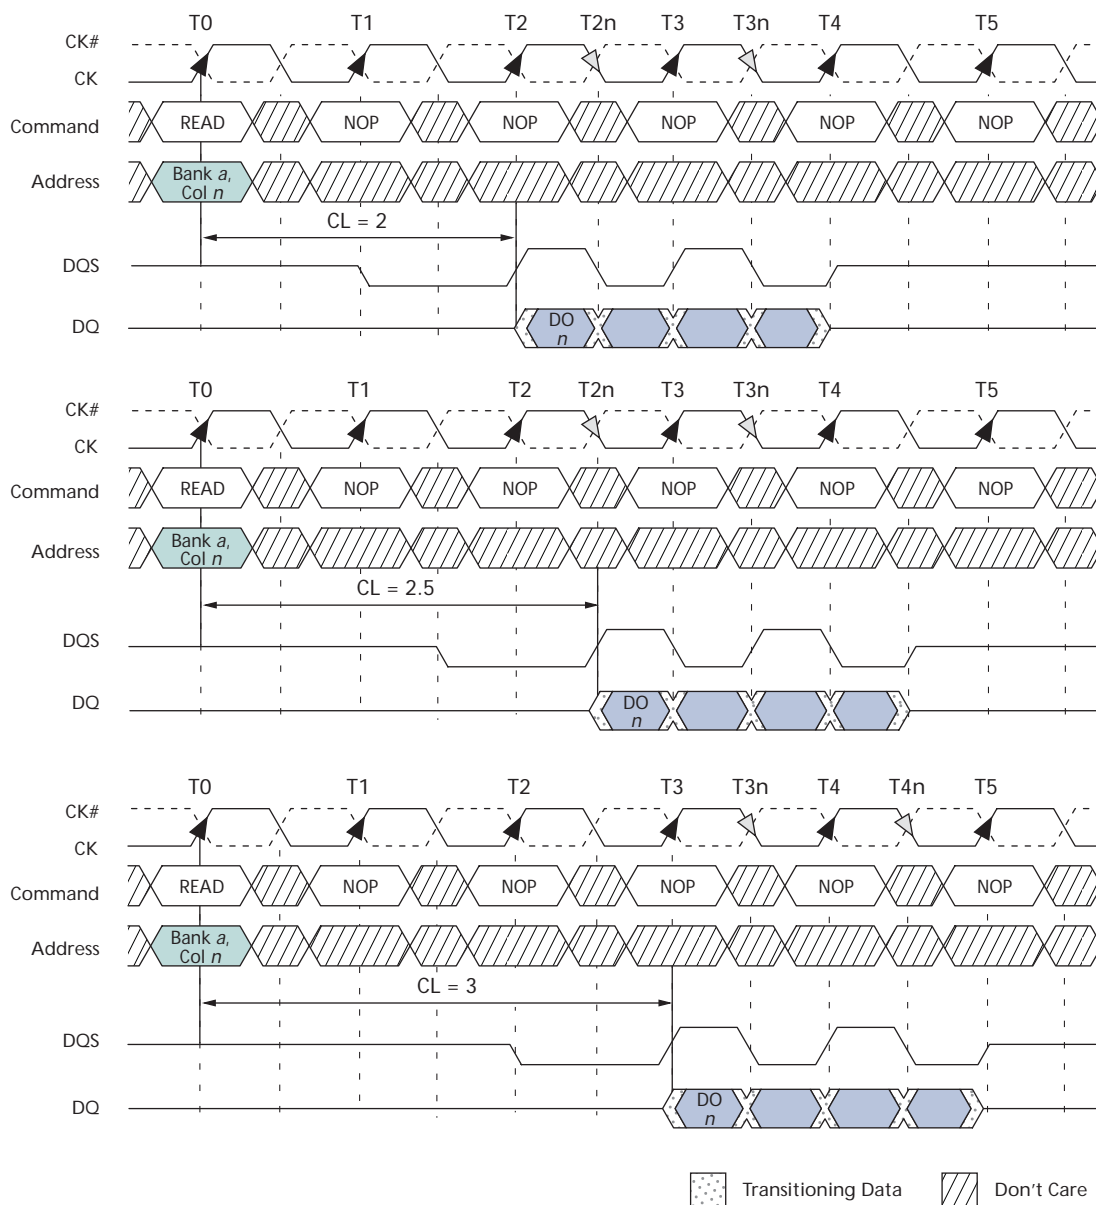 T0 T1 T2 T2n T3 T3n T4 T5
CK#
CK
Command READ NOP NOP NOP NOP NOP
Address Bank a,
Col n
CL = 2
DQS
DQ DO
n
T0 T1 T2 T2n T3 T3n T4 T5
CK#
CK
Command READ NOP NOP NOP NOP NOP
Address Bank a,
Col n
CL = 2.5
DQS
DQ DO
n
T0 T1 T2 T3 T3n T4 T4n T5
CK#
CK
Command READ NOP NOP NOP NOP NOP
Address Bank a,
Col n
CL = 3
DQS
DQ DO
n
Transitioning Data Don't Care